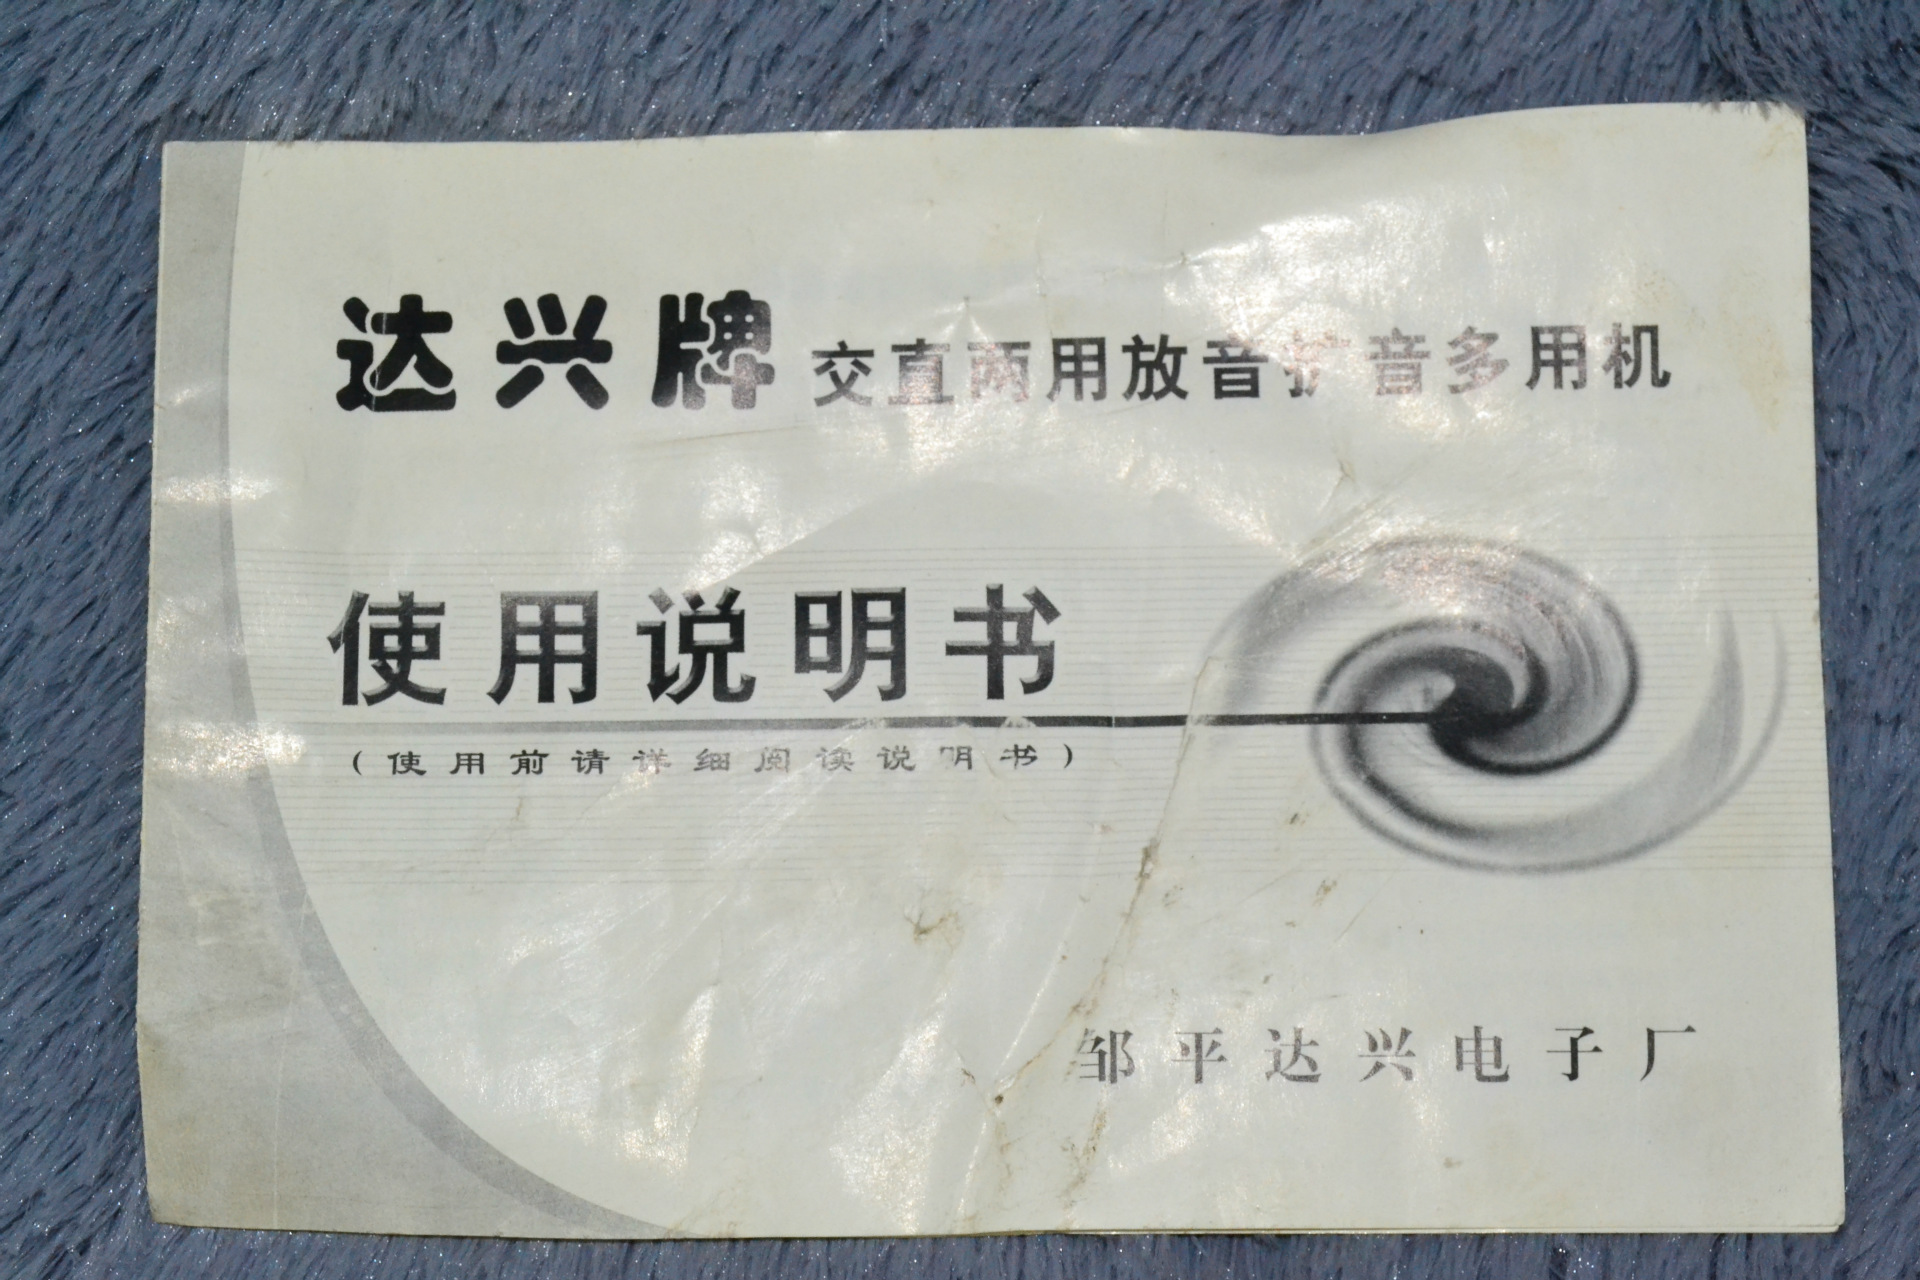 达兴牌 交直两用放音扩音多用机
使用说明书
(使用前请详细阅读说明书)
邹平达兴电子厂